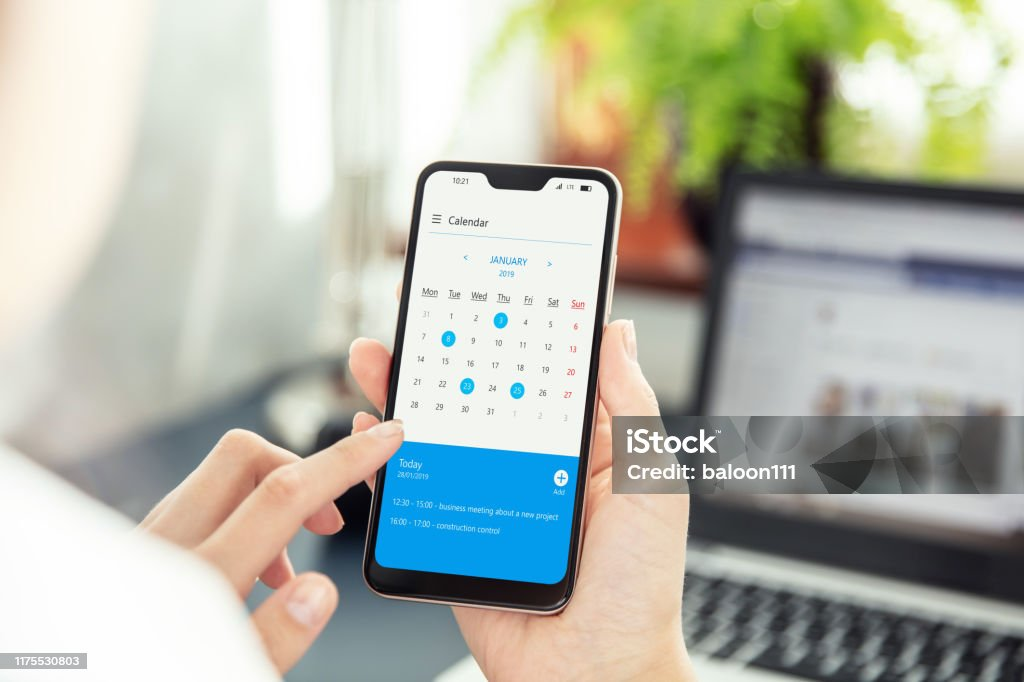 10:21 LTE
☰ Calendar
< JANUARY >
2019
Mon Tue Wed Thu Fri Sat Sun
31 1 2 3 4 5 6
7 8 9 10 11 12 13
14 15 16 17 18 19 20
21 22 23 24 25 26 27
28 29 30 31 1 2 3
Today
28/01/2019
+
Add
12:30 - 15:00 - business meeting about a new project
16:00 - 17:00 - construction control
iStock™
Credit: baloon111
1175530803